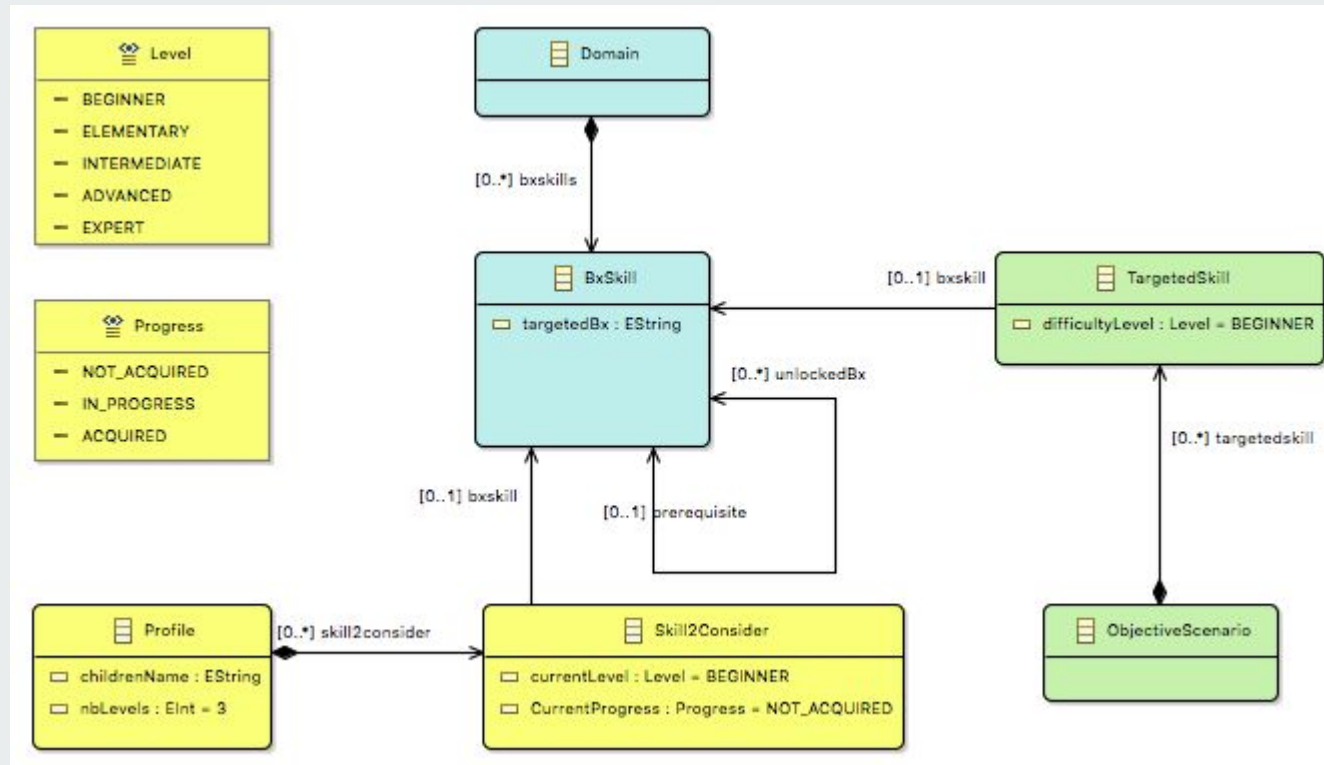 Level
BEGINNER
ELEMENTARY
INTERMEDIATE
ADVANCED
EXPERT
Progress
NOT_ACQUIRED
IN_PROGRESS
ACQUIRED
Domain
[0..*] bxskills
BxSkill
targetedBx : EString
[0..1] bxskill
TargetedSkill
difficultyLevel : Level = BEGINNER
[0..*] unlockedBx
[0..1] prerequisite
[0..1] bxskill
[0..*] targetedskill
Profile
childrenName : EString
nbLevels : EInt = 3
[0..*] skill2consider
Skill2Consider
currentLevel : Level = BEGINNER
CurrentProgress : Progress = NOT_ACQUIRED
ObjectiveScenario